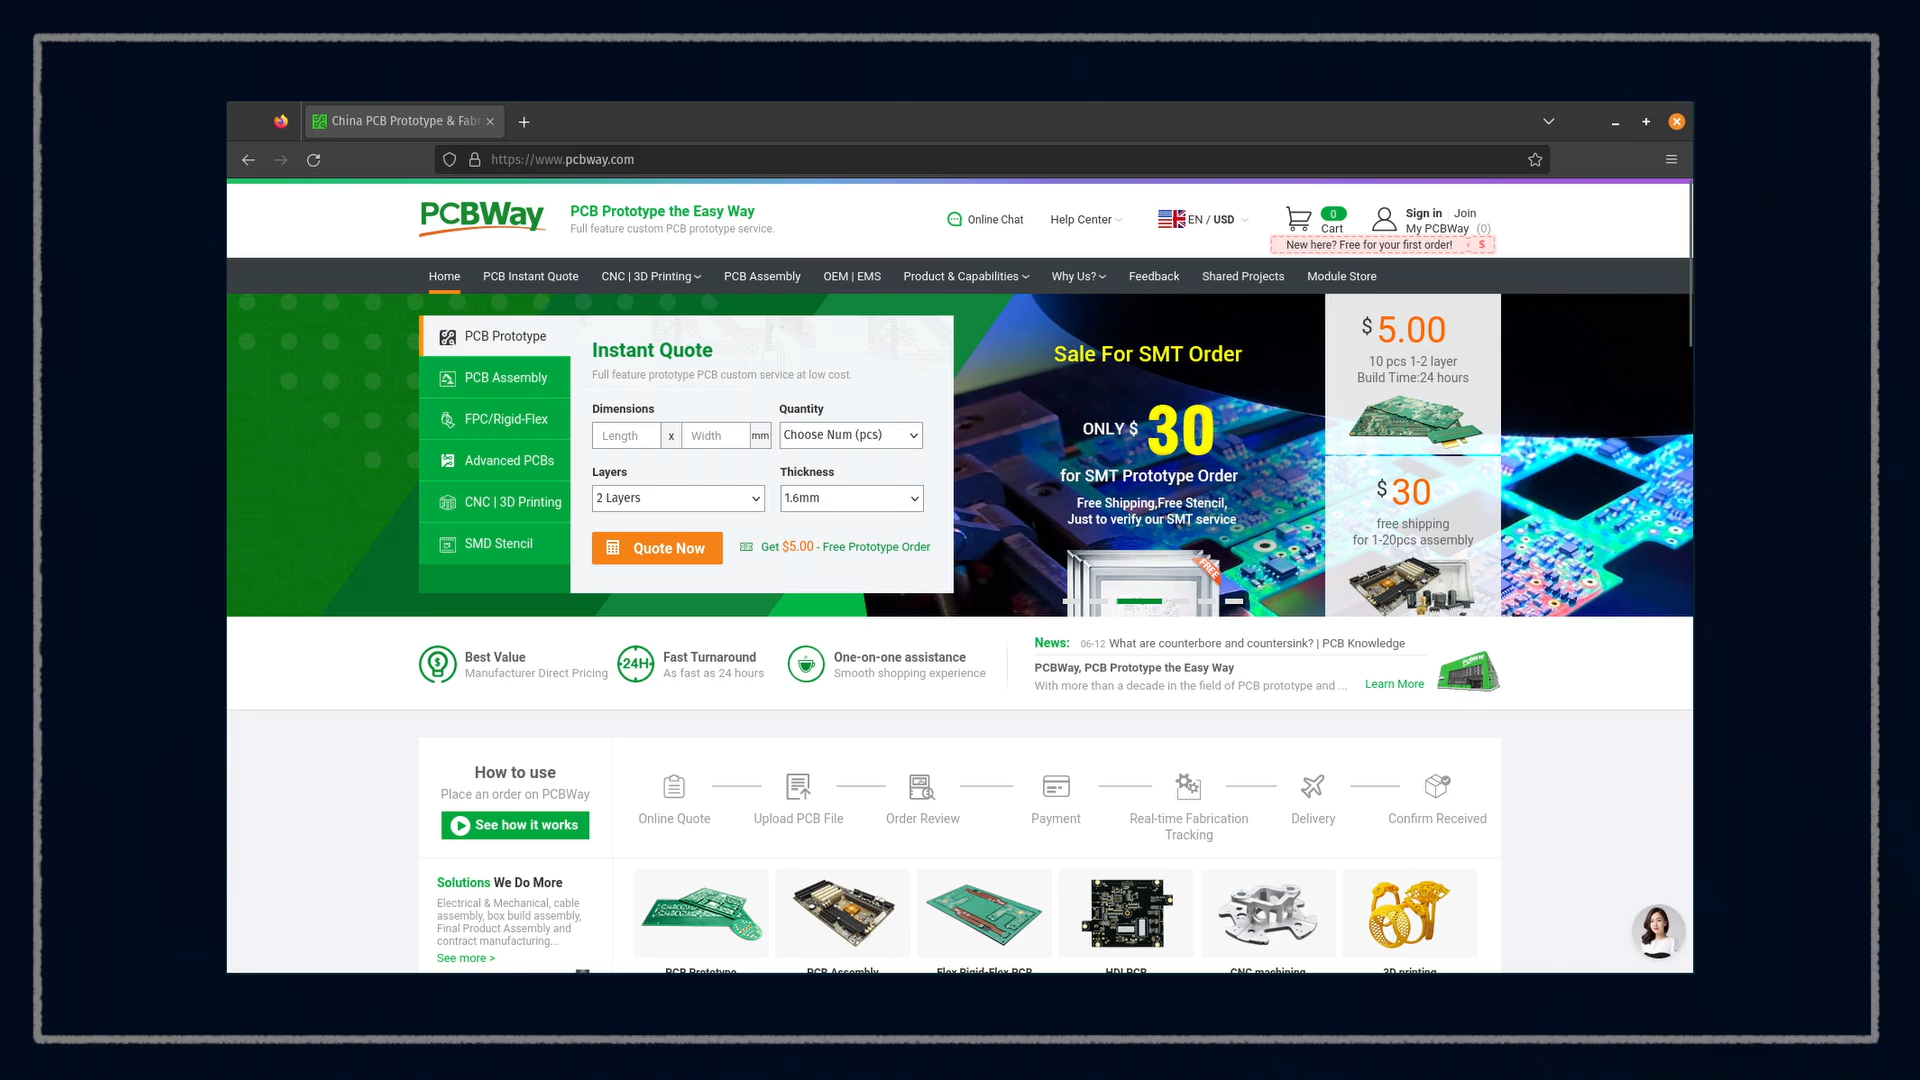 China PCB Prototype & Fabr
https://www.pcbway.com
PCBWay
PCB Prototype the Easy Way
Full feature custom PCB prototype service.
Online Chat
Help Center
EN / USD
0
Cart
Sign in | Join
My PCBWay (0)
New here? Free for your first order! $
Home
PCB Instant Quote
CNC | 3D Printing
PCB Assembly
OEM | EMS
Product & Capabilities
Why Us?
Feedback
Shared Projects
Module Store
PCB Prototype
PCB Assembly
FPC/Rigid-Flex
Advanced PCBs
CNC | 3D Printing
SMD Stencil
Instant Quote
Full feature prototype PCB custom service at low cost.
Dimensions
Quantity
Length x Width mm
Choose Num (pcs)
Layers
Thickness
2 Layers
1.6mm
Quote Now
Get $5.00 - Free Prototype Order
Sale For SMT Order
ONLY $ 30
for SMT Prototype Order
Free Shipping,Free Stencil,
Just to verify our SMT service
FREE
$ 5.00
10 pcs 1-2 layer
Build Time:24 hours
$ 30
free shipping
for 1-20pcs assembly
Best Value
Manufacturer Direct Pricing
24H
Fast Turnaround
As fast as 24 hours
One-on-one assistance
Smooth shopping experience
News: 06-12 What are counterbore and countersink? | PCB Knowledge
PCBWay, PCB Prototype the Easy Way
With more than a decade in the field of PCB prototype and ...
Learn More
How to use
Place an order on PCBWay
See how it works
Online Quote
Upload PCB File
Order Review
Payment
Real-time Fabrication
Tracking
Delivery
Confirm Received
Solutions We Do More
Electrical & Mechanical, cable
assembly, box build assembly,
Final Product Assembly and
contract manufacturing...
See more >
PCB Prototype
PCB Assembly
Flex Rigid-Flex PCB
HDI PCB
CNC machining
3D printing